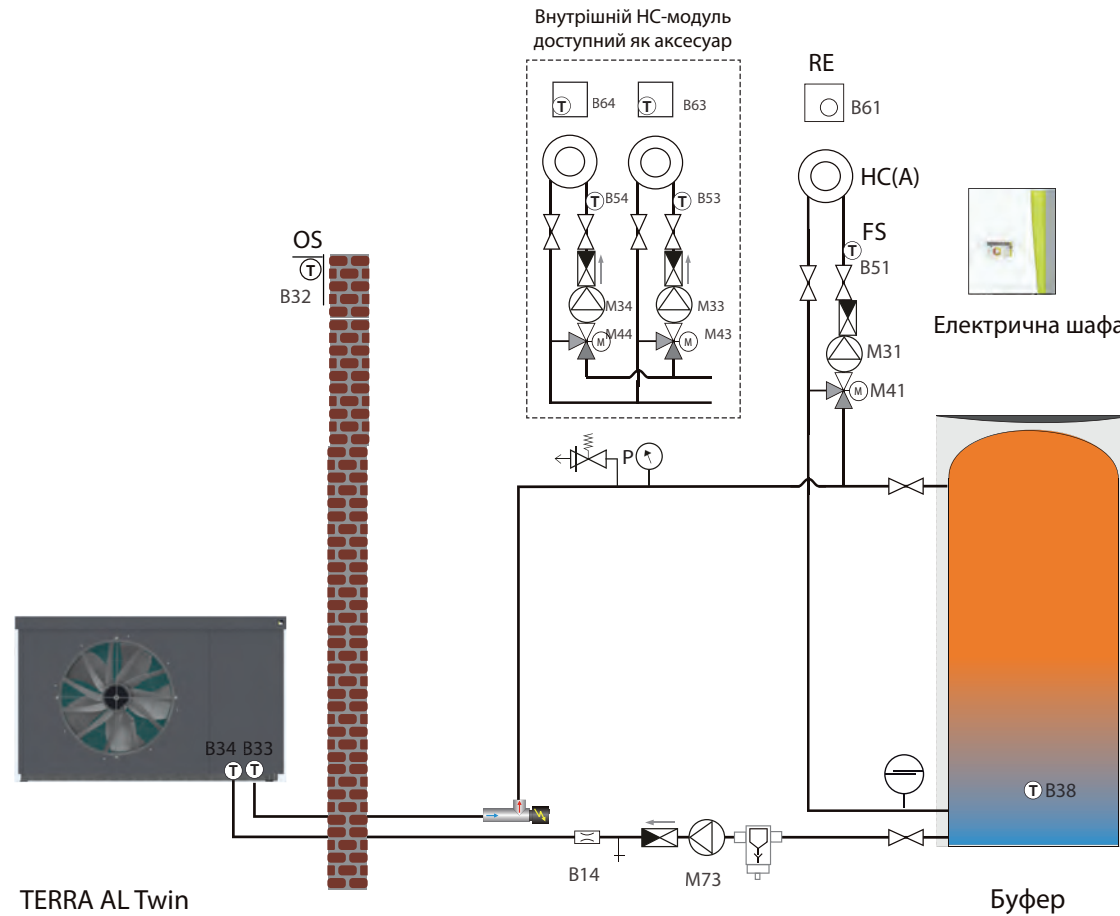 Внутрішній HC-модуль
доступний як аксесуар
RE
T B64
T B63
B61
HC(A)
T B54
T B53
OS
T
B32
FS
T
B51
Електрична шафа
M34
M33
M44 M
M43 M
M31
M M41
P
B34 B33
T T
T B38
B14
M73
TERRA AL Twin
Буфер